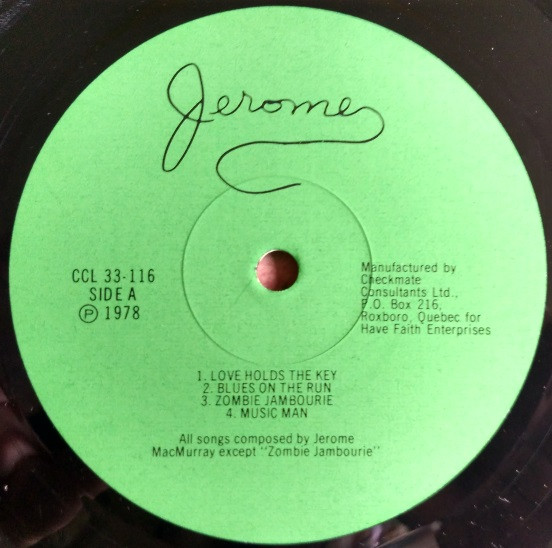 Jerome
CCL 33-116
SIDE A
Ⓟ 1978
Manufactured by
Checkmate
Consultants Ltd.,
P.O. Box 216,
Roxboro, Quebec for
Have Faith Enterprises
1. LOVE HOLDS THE KEY
2. BLUES ON THE RUN
3. ZOMBIE JAMBOURIE
4. MUSIC MAN
All songs composed by Jerome
MacMurray except "Zombie Jambourie"